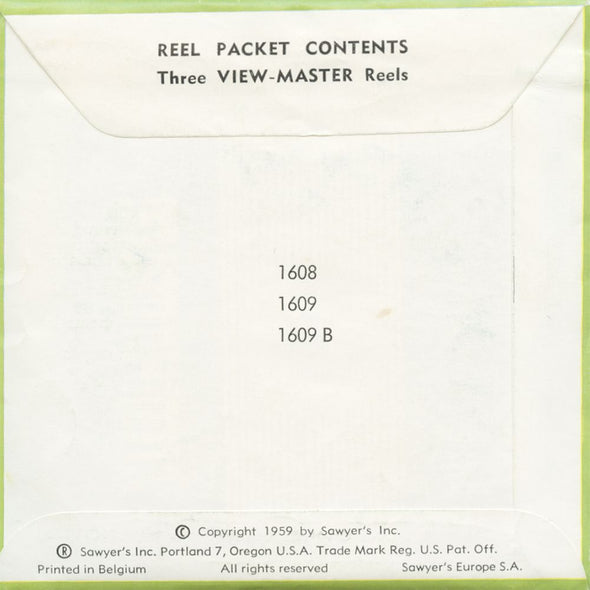 REEL PACKET CONTENTS
Three VIEW-MASTER Reels
1608
1609
1609 B
© Copyright 1959 by Sawyer's Inc.
® Sawyer's Inc. Portland 7, Oregon U.S.A. Trade Mark Reg. U.S. Pat. Off.
Printed in Belgium All rights reserved Sawyer's Europe S.A.